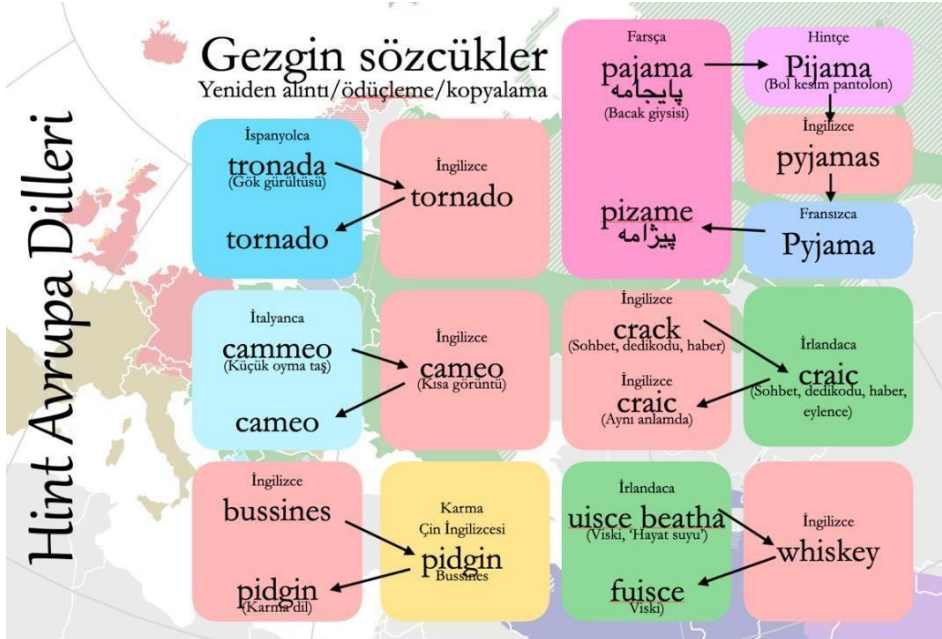 Hint Avrupa Dilleri
Gezgin sözcükler
Yeniden alıntı/ödüçleme/kopyalama
İspanyolca
tronada
(Gök gürültüsü)
tornado
İngilizce
tornado
Farsça
pajama
پایجامه
(Bacak giysisi)
pizame
پیژامه
Hintçe
Pijama
(Bol kesim pantolon)
İngilizce
pyjamas
Fransızca
Pyjama
İtalyanca
cammeo
(Küçük oyma taş)
cameo
İngilizce
cameo
(Kısa görüntü)
İngilizce
crack
(Sohbet, dedikodu, haber)
İngilizce
craic
(Aynı anlamda)
İrlandaca
craic
(Sohbet, dedikodu, haber,
eylence)
İngilizce
bussines
pidgin
(Karma dil)
Karma
Çin İngilizcesi
pidgin
Bussines
İrlandaca
uisce beatha
(Viski, 'Hayat suyu')
fuisce
Viski)
İngilizce
whiskey